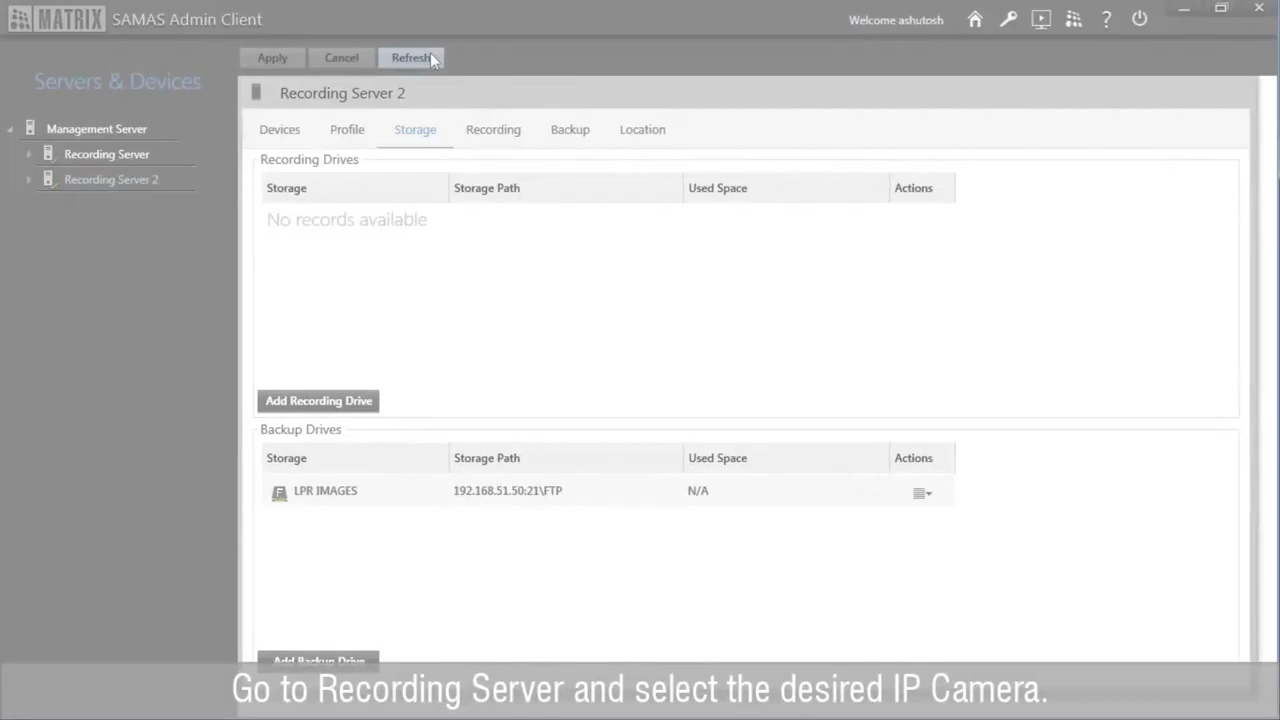 MATRIX SAMAS Admin Client
Welcome ashutosh
?
Apply Cancel Refresh
Servers & Devices
Management Server
Recording Server
Recording Server 2
Recording Server 2
Devices Profile Storage Recording Backup Location
Recording Drives
Storage Storage Path Used Space Actions
No records available
Add Recording Drive
Backup Drives
Storage Storage Path Used Space Actions
F LPR IMAGES 192.168.51.50:21\FTP N/A
Add Backup Drive
Go to Recording Server and select the desired IP Camera.